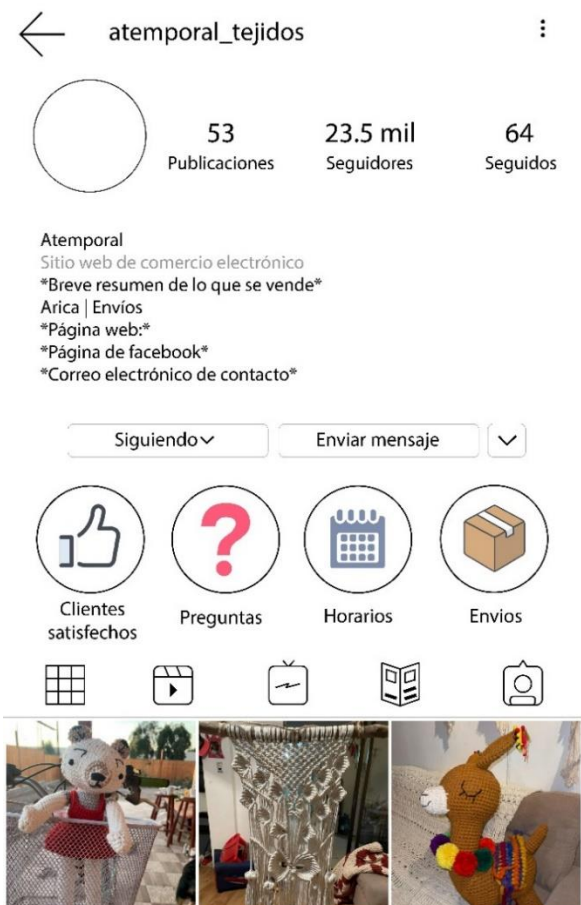 atemporal_tejidos
53 23.5 mil 64
Publicaciones Seguidores Seguidos
Atemporal
Sitio web de comercio electrónico
*Breve resumen de lo que se vende*
Arica | Envíos
*Página web:*
*Página de facebook*
*Correo electrónico de contacto*
Siguiendo Enviar mensaje
Clientes
satisfechos
Preguntas Horarios Envios